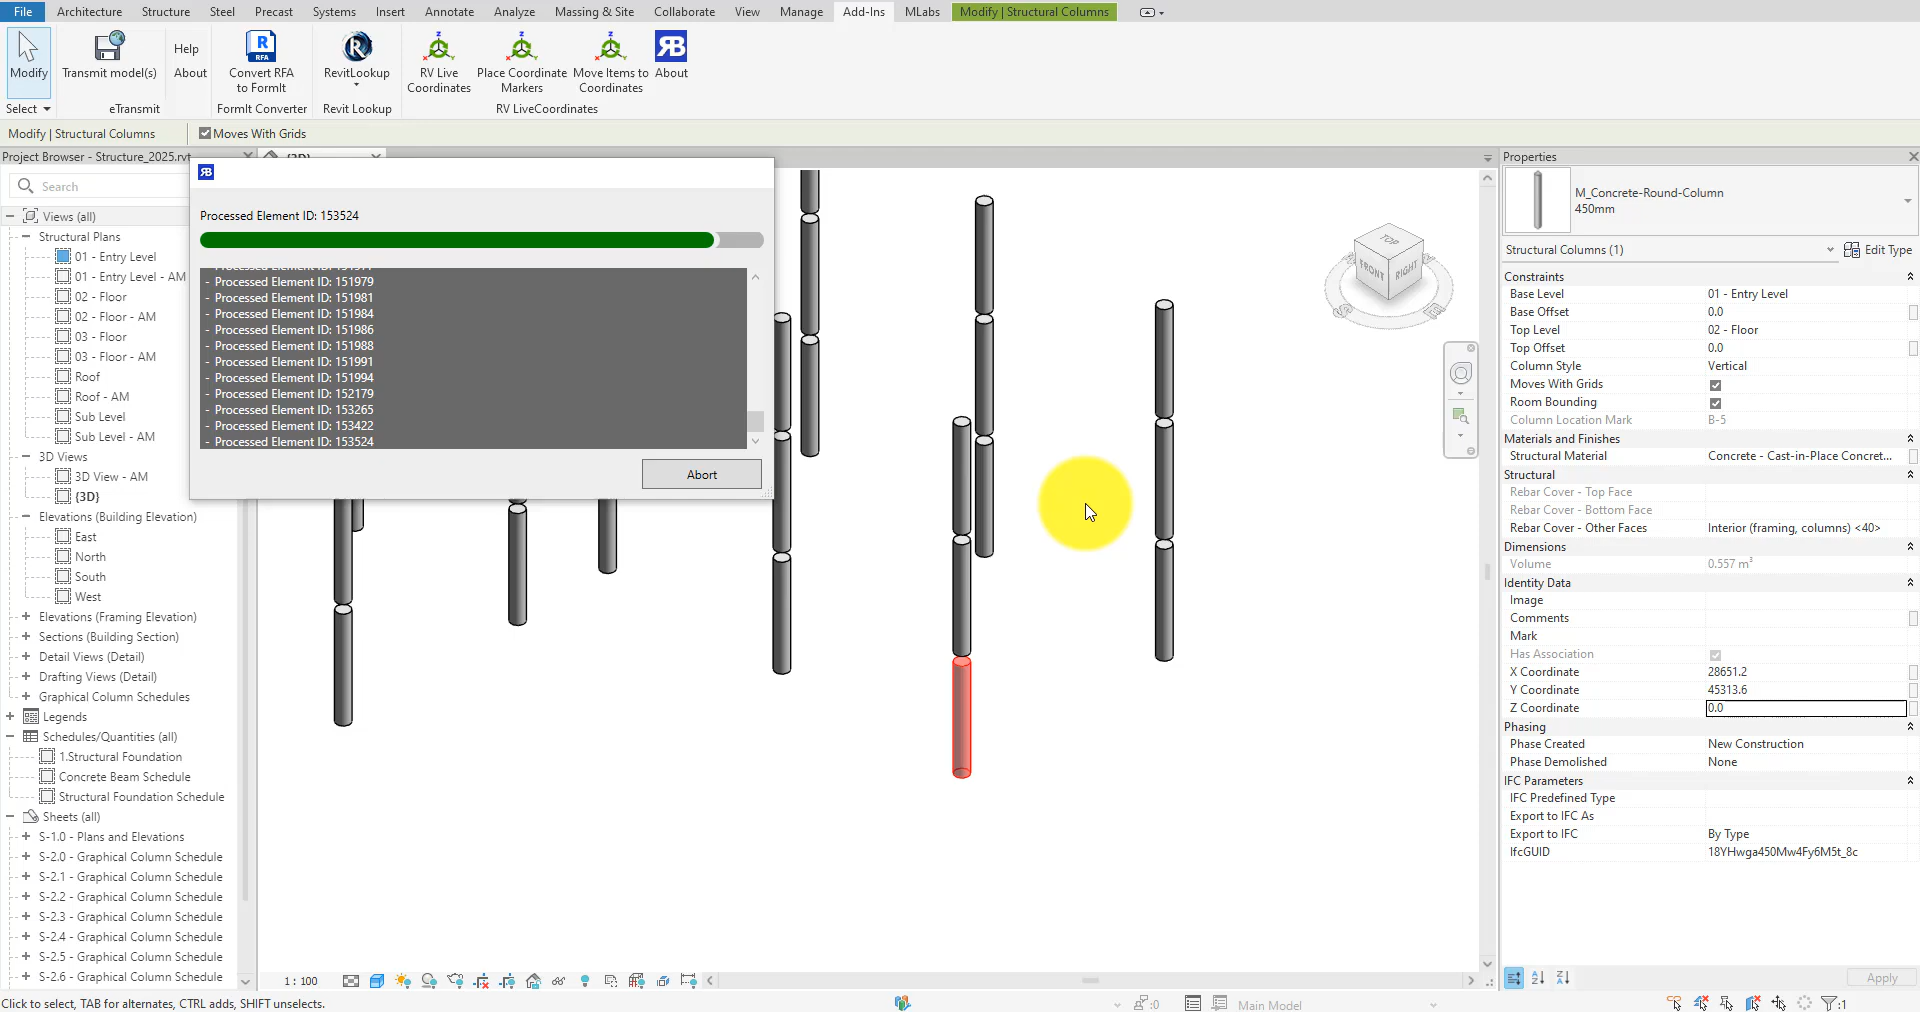 File Architecture Structure Steel Precast Systems Insert Annotate Analyze Massing & Site Collaborate View Manage Add-Ins MLabs Modify | Structural Columns
Modify
Select
Transmit model(s)
eTransmit
Help
About
Convert RFA
to FormIt
FormIt Converter
RevitLookup
Revit Lookup
RV Live
Coordinates
Place Coordinate
Markers
Move Items to
Coordinates
About
RV LiveCoordinates
Modify | Structural Columns
Moves With Grids
Project Browser - Structure_2025.rvt
Search
Views (all)
Structural Plans
01 - Entry Level
01 - Entry Level - AM
02 - Floor
02 - Floor - AM
03 - Floor
03 - Floor - AM
Roof
Roof - AM
Sub Level
Sub Level - AM
3D Views
3D View - AM
{3D}
Elevations (Building Elevation)
East
North
South
West
Elevations (Framing Elevation)
Sections (Building Section)
Detail Views (Detail)
Drafting Views (Detail)
Graphical Column Schedules
Legends
Schedules/Quantities (all)
1.Structural Foundation
Concrete Beam Schedule
Structural Foundation Schedule
Sheets (all)
S-1.0 - Plans and Elevations
S-2.0 - Graphical Column Schedule
S-2.1 - Graphical Column Schedule
S-2.2 - Graphical Column Schedule
S-2.3 - Graphical Column Schedule
S-2.4 - Graphical Column Schedule
S-2.5 - Graphical Column Schedule
S-2.6 - Graphical Column Schedule
Processed Element ID: 153524
- Processed Element ID: 151979
- Processed Element ID: 151981
- Processed Element ID: 151984
- Processed Element ID: 151986
- Processed Element ID: 151988
- Processed Element ID: 151991
- Processed Element ID: 151994
- Processed Element ID: 152179
- Processed Element ID: 153265
- Processed Element ID: 153422
- Processed Element ID: 153524
Abort
TOP
FRONT
RIGHT
Properties
M_Concrete-Round-Column
450mm
Structural Columns (1)
Edit Type
Constraints
Base Level 01 - Entry Level
Base Offset 0.0
Top Level 02 - Floor
Top Offset 0.0
Column Style Vertical
Moves With Grids
Room Bounding
Column Location Mark B-5
Materials and Finishes
Structural Material Concrete - Cast-in-Place Concret...
Structural
Rebar Cover - Top Face
Rebar Cover - Bottom Face
Rebar Cover - Other Faces Interior (framing, columns) <40>
Dimensions
Volume 0.557 m³
Identity Data
Image
Comments
Mark
Has Association
X Coordinate 28651.2
Y Coordinate 45313.6
Z Coordinate 0.0
Phasing
Phase Created New Construction
Phase Demolished None
IFC Parameters
IFC Predefined Type
Export to IFC As
Export to IFC By Type
IfcGUID 18YHwga450Mw4Fy6M5t_8c
Apply
1 : 100
Click to select, TAB for alternates, CTRL adds, SHIFT unselects.
:0
Main Model
:1